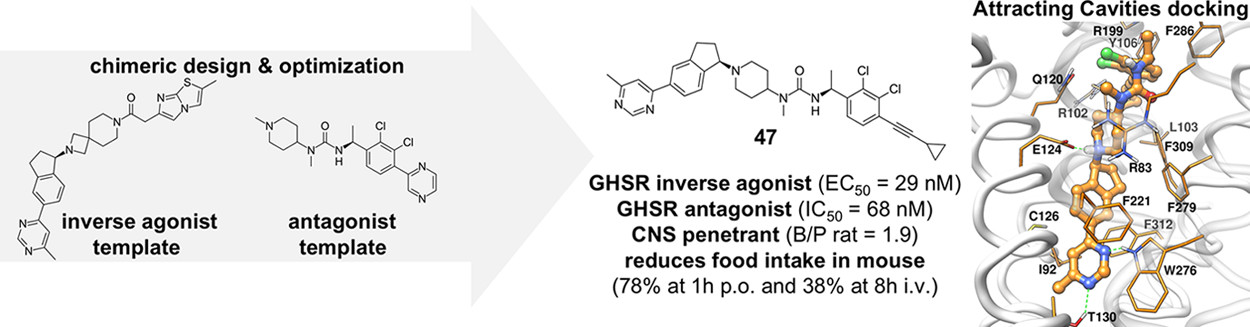 chimeric design & optimization
inverse agonist
template
antagonist
template
47
GHSR inverse agonist (EC50 = 29 nM)
GHSR antagonist (IC50 = 68 nM)
CNS penetrant (B/P rat = 1.9)
reduces food intake in mouse
(78% at 1h p.o. and 38% at 8h i.v.)
Attracting Cavities docking
R199
F286
Y106
Q120
R102
L103
E124
F309
R83
F221
F279
C126
F312
I92
W276
T130
S
N
N
O
N
N
N
N
N
O
N
N
H
Cl
Cl
N
N
N
N
N
O
N
N
H
Cl
Cl